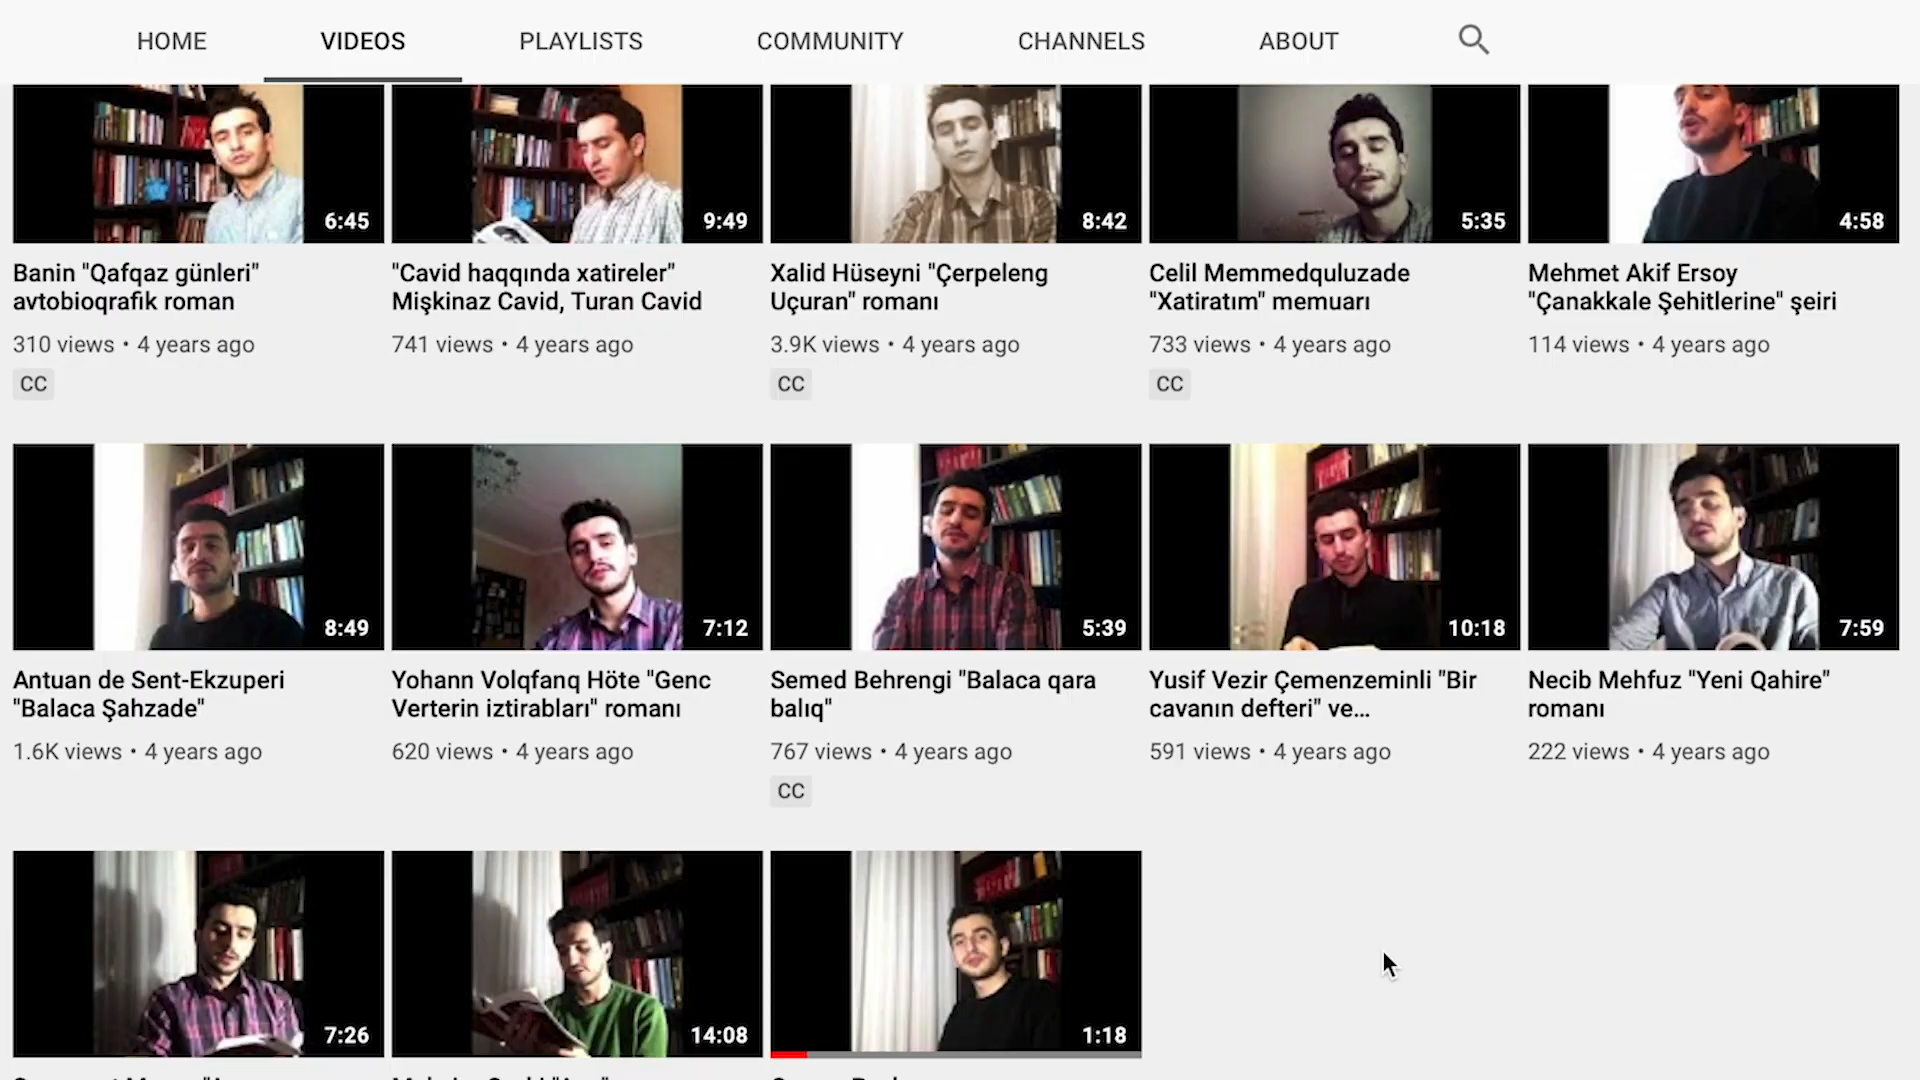 HOME VIDEOS PLAYLISTS COMMUNITY CHANNELS ABOUT
6:45 9:49 8:42 5:35 4:58
Banin "Qafqaz günleri"
avtobioqrafik roman
310 views • 4 years ago
CC
"Cavid haqqında xatireler"
Mişkinaz Cavid, Turan Cavid
741 views • 4 years ago
Xalid Hüseyni "Çerpeleng
Uçuran" romanı
3.9K views • 4 years ago
CC
Celil Memmedquluzade
"Xatiratım" memuarı
733 views • 4 years ago
CC
Mehmet Akif Ersoy
"Çanakkale Şehitlerine" şeiri
114 views • 4 years ago
8:49 7:12 5:39 10:18 7:59
Antuan de Sent-Ekzuperi
"Balaca Şahzade"
1.6K views • 4 years ago
Yohann Volqfanq Höte "Genc
Verterin iztirabları" romanı
620 views • 4 years ago
Semed Behrengi "Balaca qara
balıq"
767 views • 4 years ago
CC
Yusif Vezir Çemenzeminli "Bir
cavanın defteri" ve...
591 views • 4 years ago
Necib Mehfuz "Yeni Qahire"
romanı
222 views • 4 years ago
7:26 14:08 1:18